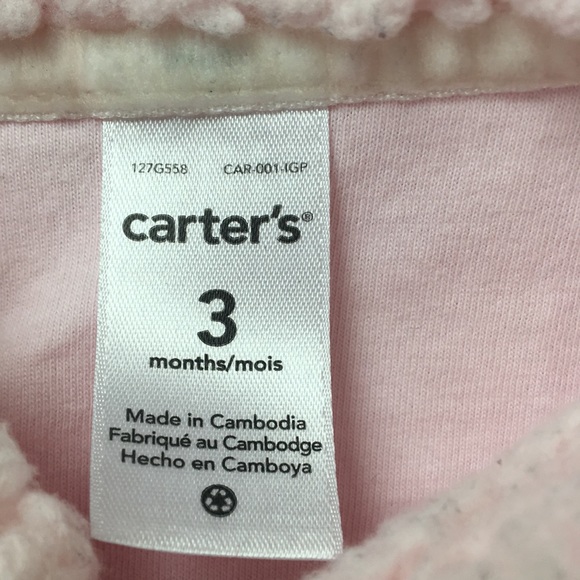 127G558 CAR-001-IGP
carter's®
3
months/mois
Made in Cambodia
Fabriqué au Cambodge
Hecho en Camboya